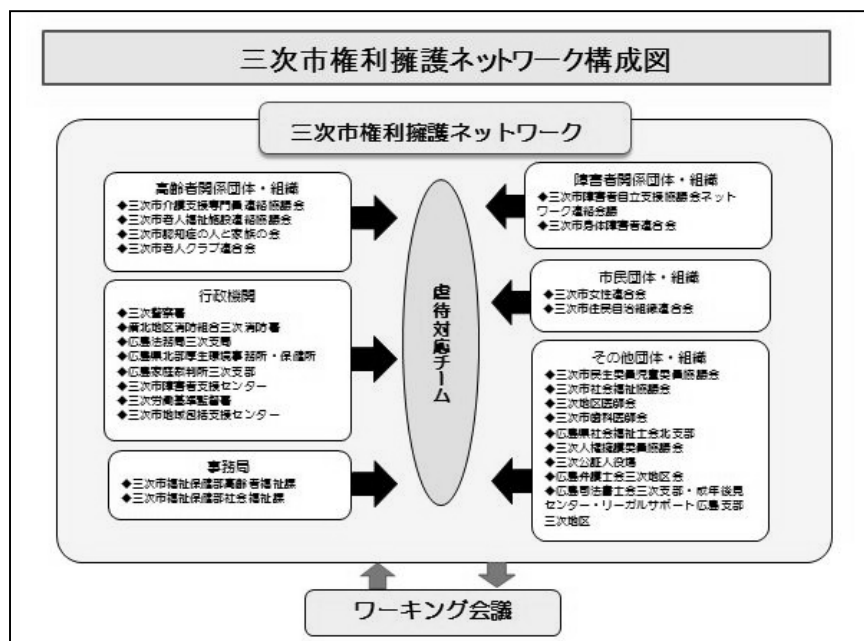 三次市権利擁護ネットワーク構成図
三次市権利擁護ネットワーク
高齢者関係団体・組織
◆三次市介護支援専門員連絡協議会
◆三次市老人福祉施設連絡協議会
◆三次市認知症の人と家族の会
◆三次市老人クラブ連合会
行政機関
◆三次警察署
◆備北地区消防組合三次消防署
◆広島法務局三次支局
◆広島県北部厚生環境事務所・保健所
◆広島家庭裁判所三次支部
◆三次市障害者支援センター
◆三次労働基準監督署
◆三次市地域包括支援センター
事務局
◆三次市福祉保健部高齢者福祉課
◆三次市福祉保健部社会福祉課
虐待対応チーム
障害者関係団体・組織
◆三次市障害者自立支援協議会ネット
ワーク連絡会議
◆三次市身体障害者連合会
市民団体・組織
◆三次市女性連合会
◆三次市住民自治組織連合会
その他団体・組織
◆三次市民生委員児童委員協議会
◆三次市社会福祉協議会
◆三次地区医師会
◆三次市歯科医師会
◆広島県社会福祉士会北支部
◆三次人権擁護委員協議会
◆三次公証人役場
◆広島弁護士会三次地区会
◆広島司法書士会三次支部・成年後見
センター・リーガルサポート広島支部
三次地区
ワーキング会議